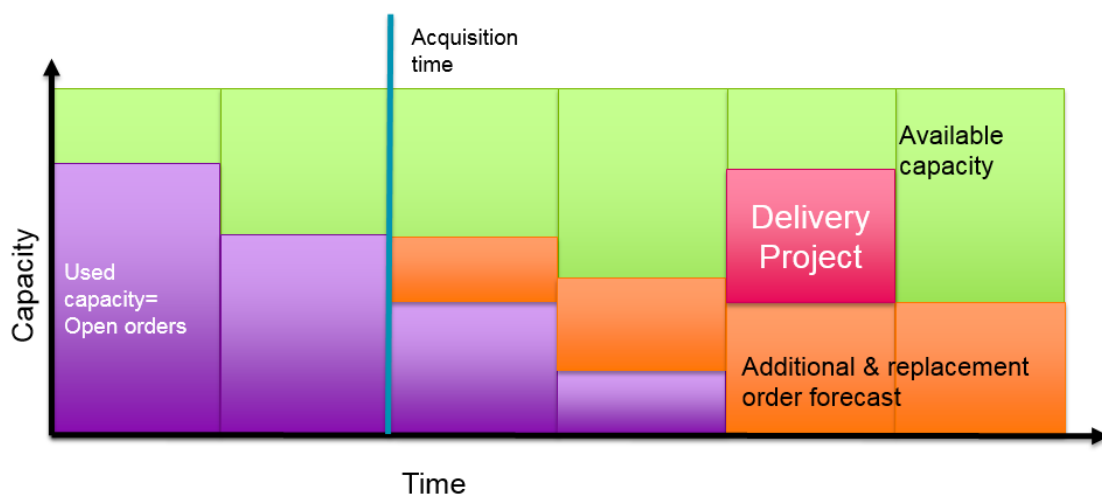 Acquisition
time
Available
capacity
Delivery
Project
Used
capacity=
Open orders
Additional & replacement
order forecast
Capacity
Time